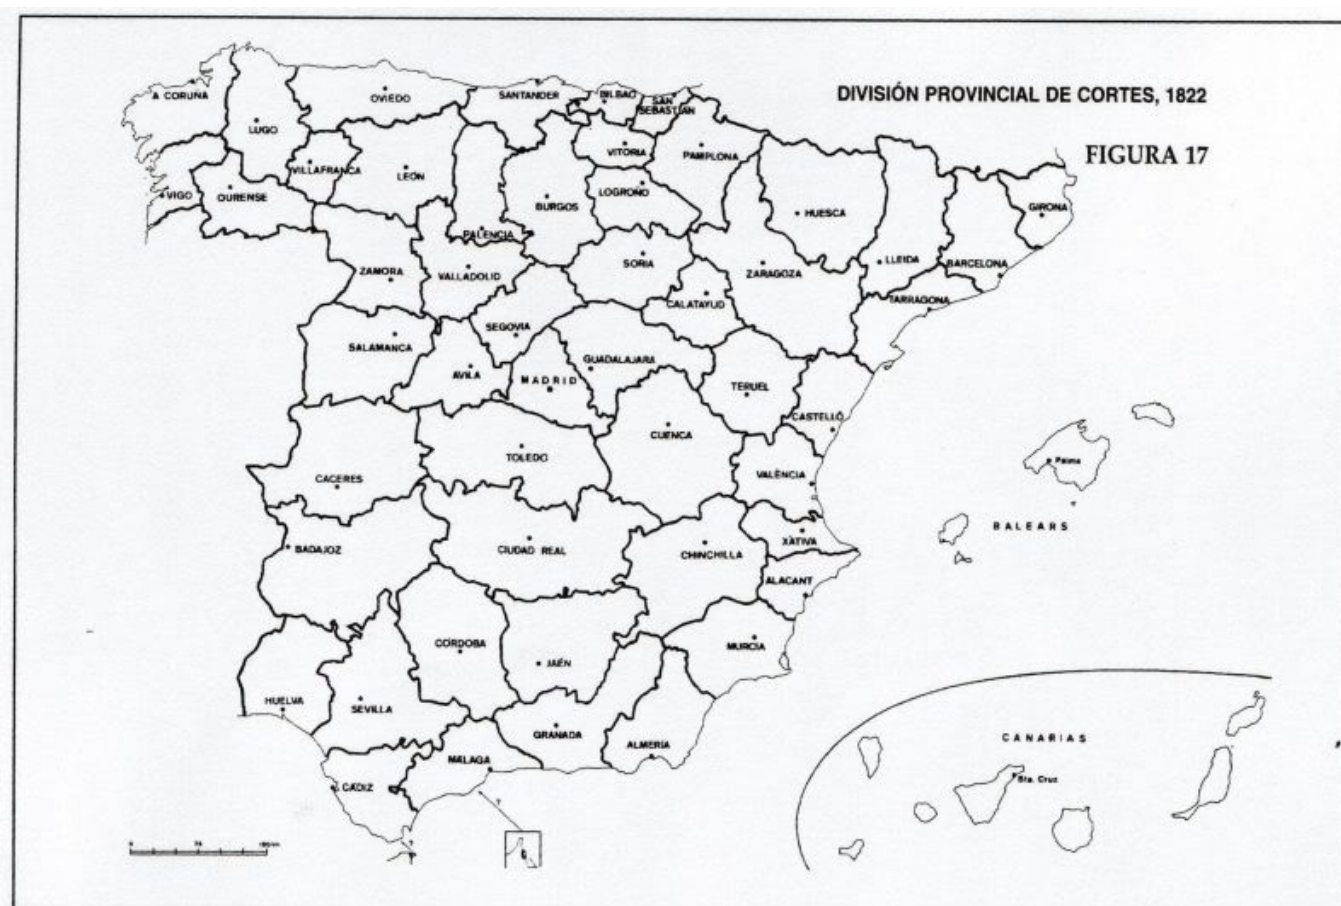 DIVISIÓN PROVINCIAL DE CORTES, 1822
FIGURA 17
A CORUÑA
LUGO
OVIEDO
SANTANDER
BILBAO
SAN
SEBASTIÁN
VITORIA
PAMPLONA
VILLAFRANCA
LEÓN
VIGO
OURENSE
PALENCIA
BURGOS
LOGROÑO
HUESCA
GIRONA
ZAMORA
VALLADOLID
SORIA
ZARAGOZA
LLEIDA
BARCELONA
CALATAYUD
TARRAGONA
SALAMANCA
SEGOVIA
AVILA
MADRID
GUADALAJARA
TERUEL
CASTELLÓ
CUENCA
TOLEDO
CACERES
VALÈNCIA
Palma
BALEARS
BADAJOZ
CIUDAD REAL
CHINCHILLA
XÀTIVA
ALACANT
CÓRDOBA
JAÉN
MURCIA
HUELVA
SEVILLA
GRANADA
ALMERÍA
MÁLAGA
CÁDIZ
CANARIAS
Sta. Cruz